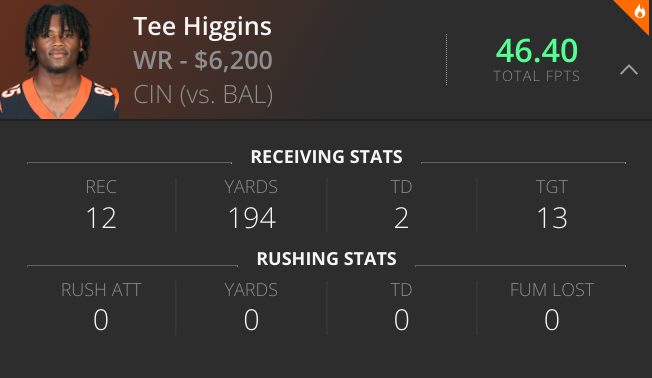 Tee Higgins
WR - $6,200
CIN (vs. BAL)
46.40
TOTAL FPTS
85
RECEIVING STATS
REC YARDS TD TGT
12 194 2 13
RUSHING STATS
RUSH ATT YARDS TD FUM LOST
0 0 0 0